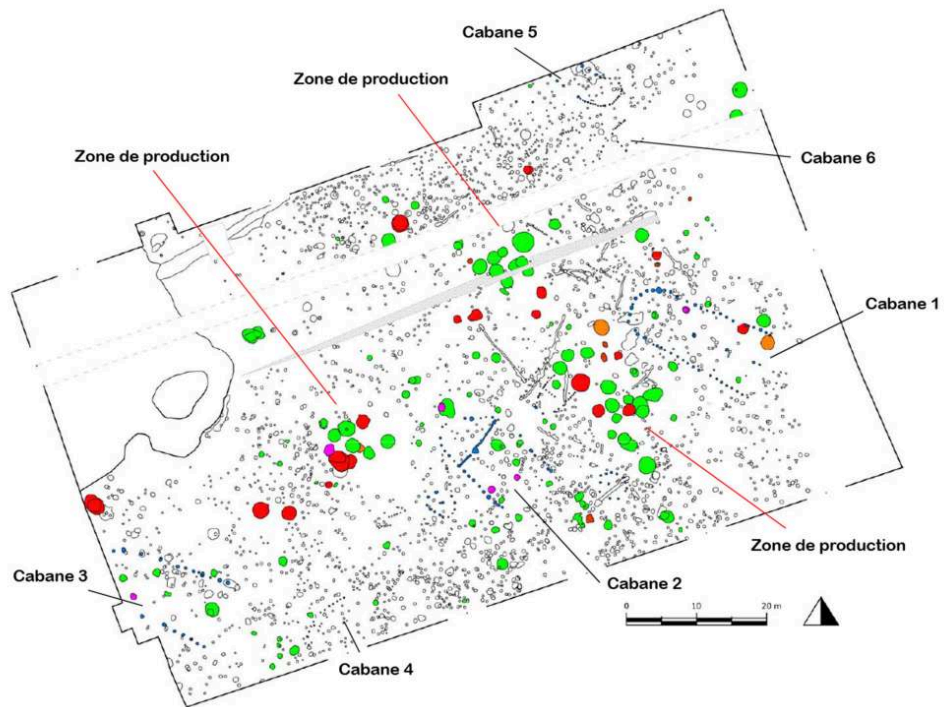 Cabane 5
Zone de production
Zone de production
Cabane 6
Cabane 1
Zone de production
Cabane 3
Cabane 2
Cabane 4
0 10 20 m